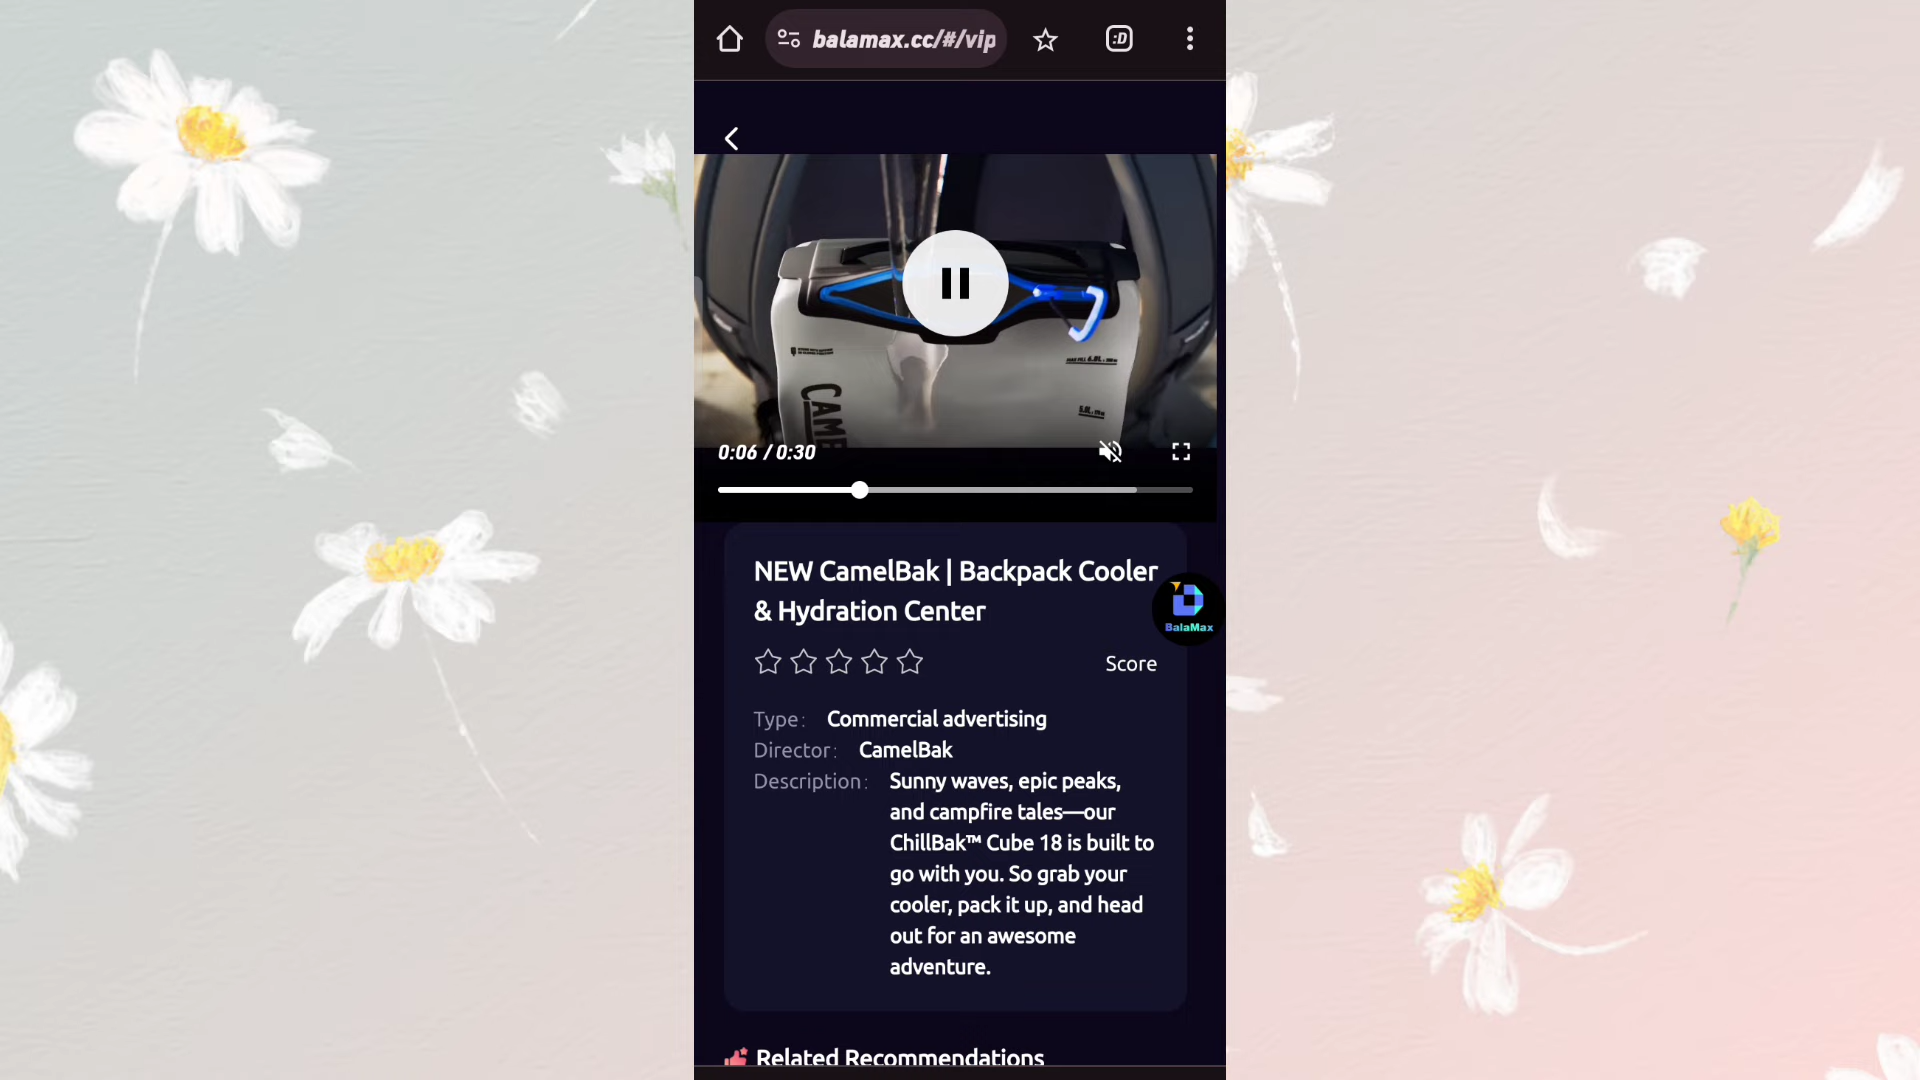 balamax.cc/#/vip
:D
CAME
0:06 / 0:30
NEW CamelBak | Backpack Cooler
& Hydration Center
BalaMax
Score
Type: Commercial advertising
Director: CamelBak
Description: Sunny waves, epic peaks,
and campfire tales—our
ChillBak™ Cube 18 is built to
go with you. So grab your
cooler, pack it up, and head
out for an awesome
adventure.
Related Recommendations